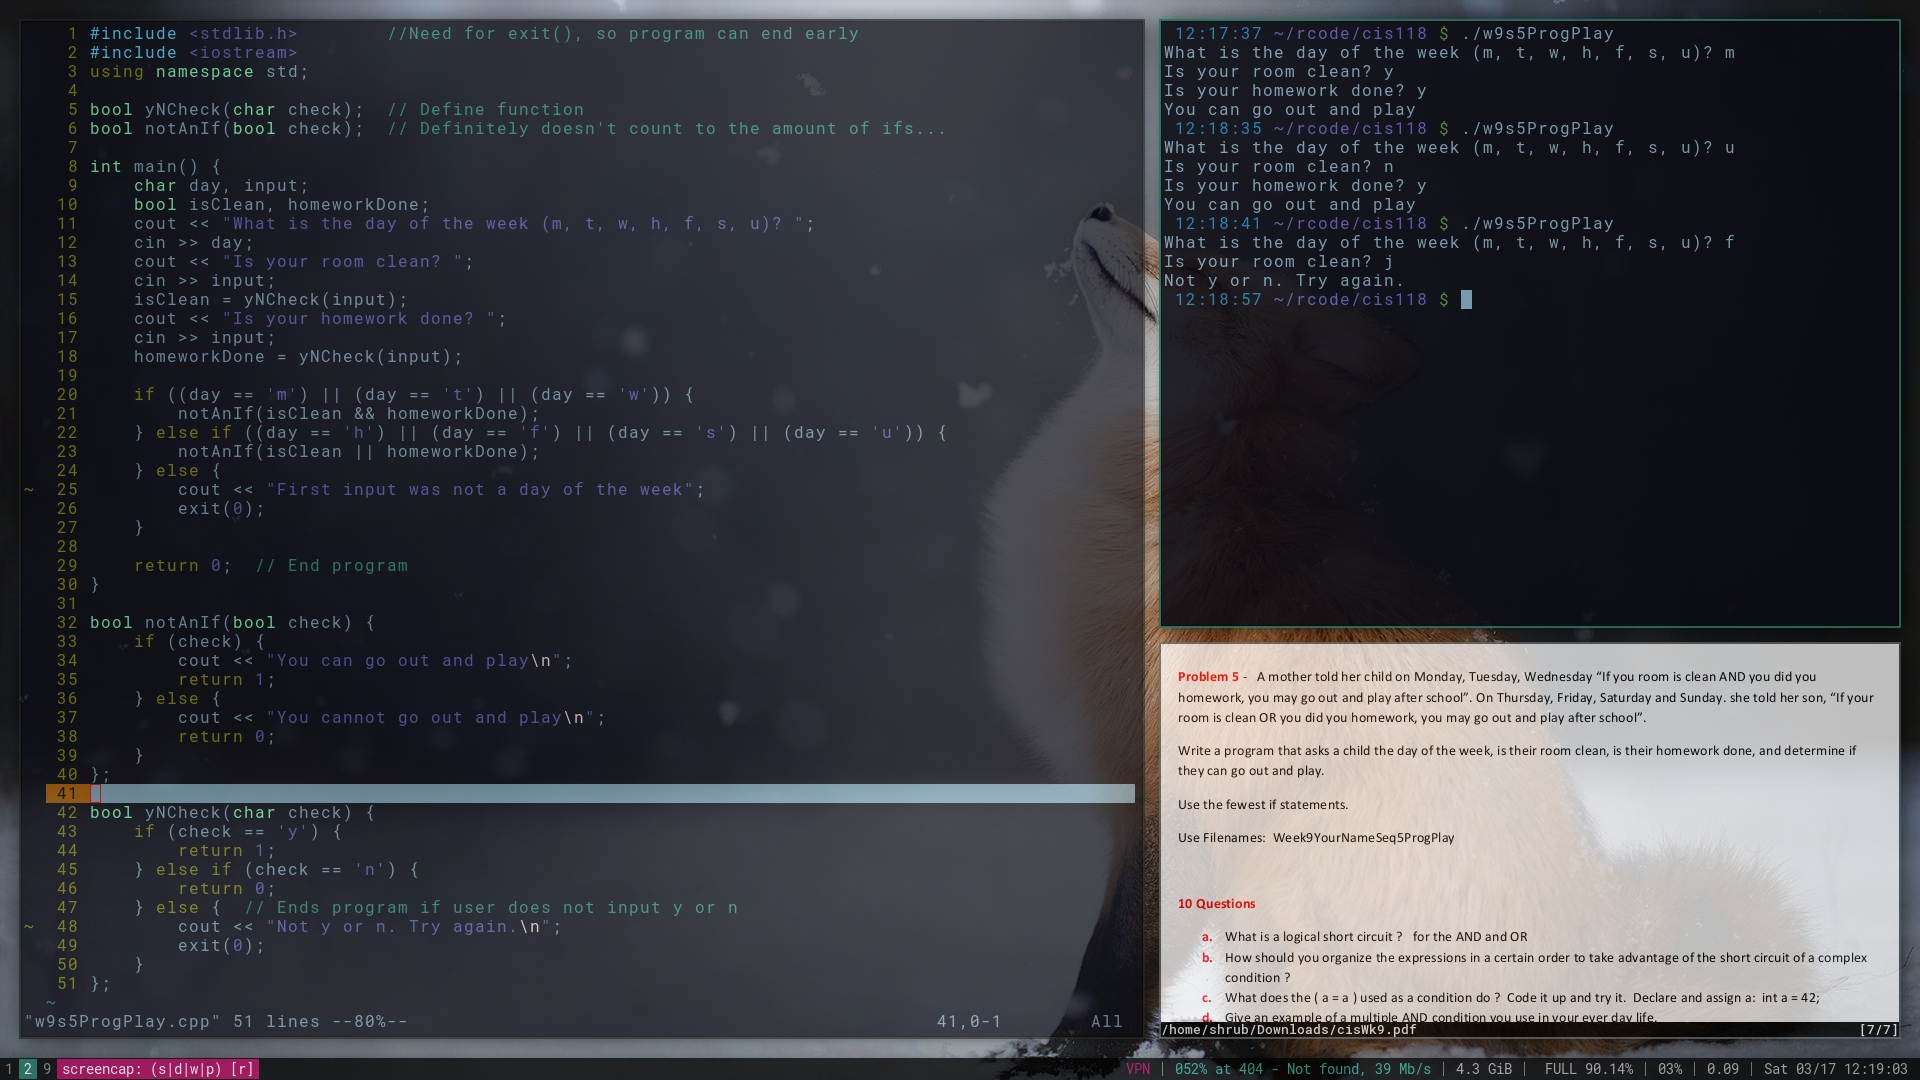 1 #include <stdlib.h>        //Need for exit(), so program can end early
2 #include <iostream>
3 using namespace std;
4
5 bool yNCheck(char check);  // Define function
6 bool notAnIf(bool check);  // Definitely doesn't count to the amount of ifs...
7
8 int main() {
9     char day, input;
10     bool isClean, homeworkDone;
11     cout << "What is the day of the week (m, t, w, h, f, s, u)? ";
12     cin >> day;
13     cout << "Is your room clean? ";
14     cin >> input;
15     isClean = yNCheck(input);
16     cout << "Is your homework done? ";
17     cin >> input;
18     homeworkDone = yNCheck(input);
19
20     if ((day == 'm') || (day == 't') || (day == 'w')) {
21         notAnIf(isClean && homeworkDone);
22     } else if ((day == 'h') || (day == 'f') || (day == 's') || (day == 'u')) {
23         notAnIf(isClean || homeworkDone);
24     } else {
~ 25         cout << "First input was not a day of the week";
26         exit(0);
27     }
28
29     return 0;  // End program
30 }
31
32 bool notAnIf(bool check) {
33     if (check) {
34         cout << "You can go out and play\n";
35         return 1;
36     } else {
37         cout << "You cannot go out and play\n";
38         return 0;
39     }
40 };
41
42 bool yNCheck(char check) {
43     if (check == 'y') {
44         return 1;
45     } else if (check == 'n') {
46         return 0;
47     } else {  // Ends program if user does not input y or n
~ 48         cout << "Not y or n. Try again.\n";
49         exit(0);
50     }
51 };
~
"w9s5ProgPlay.cpp" 51 lines --80%-- 41,0-1 All
12:17:37 ~/rcode/cis118 $ ./w9s5ProgPlay
What is the day of the week (m, t, w, h, f, s, u)? m
Is your room clean? y
Is your homework done? y
You can go out and play
12:18:35 ~/rcode/cis118 $ ./w9s5ProgPlay
What is the day of the week (m, t, w, h, f, s, u)? u
Is your room clean? n
Is your homework done? y
You can go out and play
12:18:41 ~/rcode/cis118 $ ./w9s5ProgPlay
What is the day of the week (m, t, w, h, f, s, u)? f
Is your room clean? j
Not y or n. Try again.
12:18:57 ~/rcode/cis118 $
Problem 5 -   A mother told her child on Monday, Tuesday, Wednesday “If you room is clean AND you did you
homework, you may go out and play after school”. On Thursday, Friday, Saturday and Sunday. she told her son, “If your
room is clean OR you did you homework, you may go out and play after school”.
Write a program that asks a child the day of the week, is their room clean, is their homework done, and determine if
they can go out and play.
Use the fewest if statements.
Use Filenames:  Week9YourNameSeq5ProgPlay
10 Questions
a. What is a logical short circuit ?   for the AND and OR
b. How should you organize the expressions in a certain order to take advantage of the short circuit of a complex
condition ?
c. What does the ( a = a ) used as a condition do ?  Code it up and try it.  Declare and assign a:  int a = 42;
d. Give an example of a multiple AND condition you use in your ever day life.
/home/shrub/Downloads/cisWk9.pdf [7/7]
1 2 9 screencap: (s|d|w|p) [r] VPN | 052% at 404 - Not found, 39 Mb/s | 4.3 GiB | FULL 90.14% | 03% | 0.09 | Sat 03/17 12:19:03